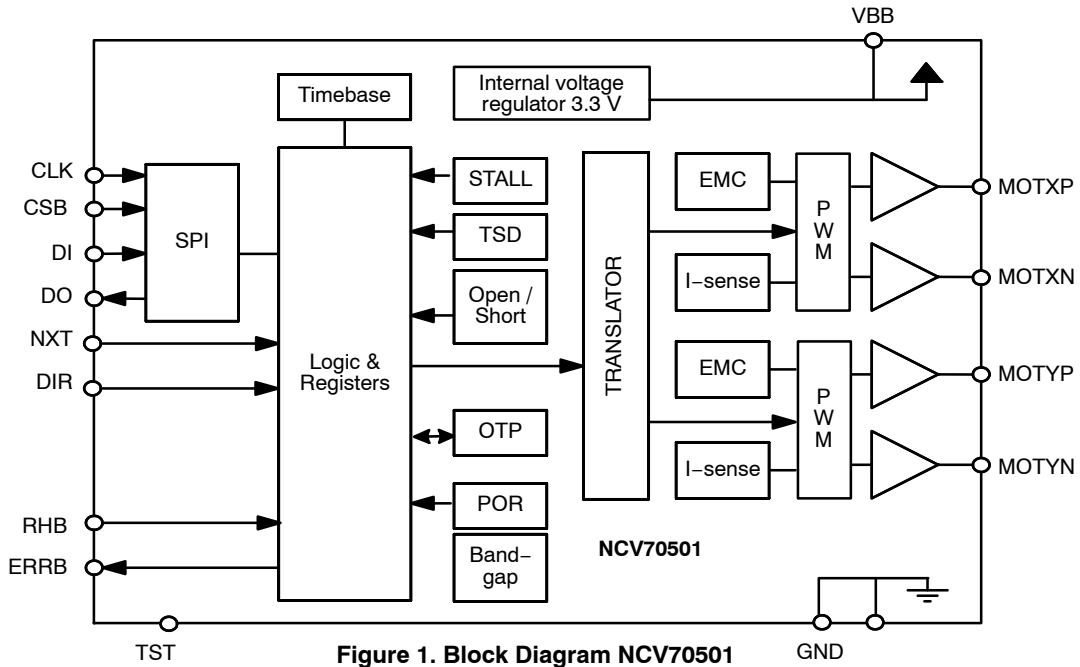 VBB
Timebase
Internal voltage
regulator 3.3 V
CLK
CSB
DI
DO
NXT
DIR
RHB
ERRB
SPI
Logic &
Registers
STALL
TSD
Open /
Short
OTP
POR
Band−
gap
TRANSLATOR
EMC
I−sense
P
W
M
EMC
I−sense
P
W
M
MOTXP
MOTXN
MOTYP
MOTYN
NCV70501
TST
GND
Figure 1. Block Diagram NCV70501